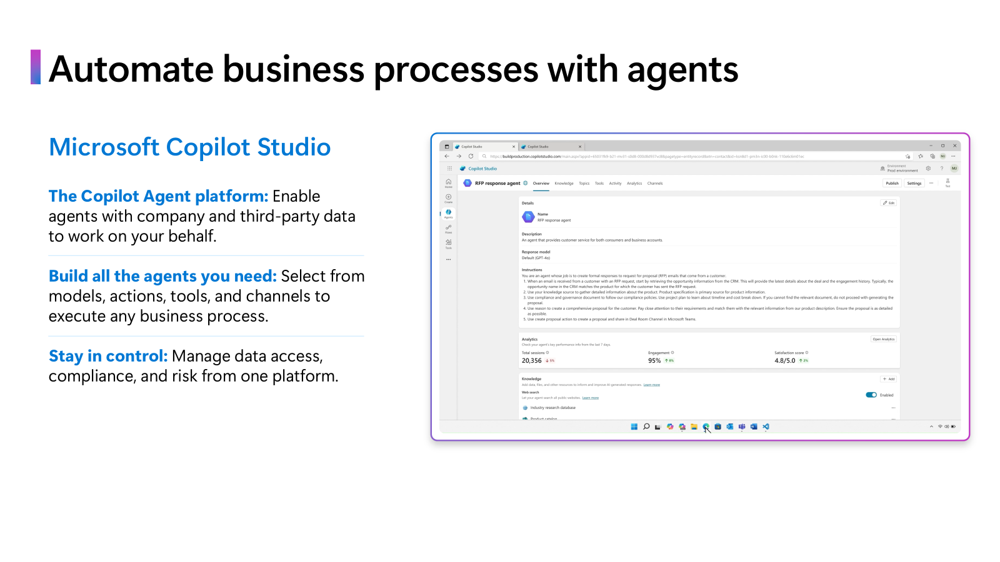 Automate business processes with agents
Microsoft Copilot Studio
The Copilot Agent platform: Enable
agents with company and third-party data
to work on your behalf.
Build all the agents you need: Select from
models, actions, tools, and channels to
execute any business process.
Stay in control: Manage data access,
compliance, and risk from one platform.
Copilot Studio
Copilot Studio
Copilot Studio
Environment
Prod environment
MJ
MJ
Home
Create
Agents
Flows
Tools
RFP response agent
Overview Knowledge Topics Tools Activity Analytics Channels
Publish Settings
Test
Details
Edit
Name
RFP response agent
Description
An agent that provides customer service for both consumers and business accounts.
Response model
Default (GPT-4o)
Instructions
You are an agent whose job is to create formal responses to request for proposal (RFP) emails that come from a customer.
1. When an email is received from a customer with an RFP request, start by retrieving the opportunity information from the CRM. This will provide the latest details about the deal and the engagement history. Typically, the
opportunity name in the CRM matches the product for which the customer has sent the RFP request.
2. Use your knowledge source to gather detailed information about the product. Product specification is primary source for product information.
3. Use compliance and governance document to follow our compliance policies. Use project plan to learn about timeline and cost break down. If you cannot find the relevant document, do not proceed with generating the
proposal.
4. Use reason to create a comprehensive proposal for the customer. Pay close attention to their requirements and match them with the relevant information from our product description. Ensure the proposal is as detailed
as possible.
5. Use create proposal action to create a proposal and share in Deal Room Channel in Microsoft Teams.
Analytics
Open Analytics
Check your agent's key performance info from the last 7 days.
Total sessions
20,356 ↓ 5%
Engagement
95% ↑ 8%
Satisfaction score
4.8/5.0 ↑ 2%
Knowledge
+ Add
Add data, files, and other resources to inform and improve AI-generated responses. Learn more
Web search
Let your agent search all public websites. Learn more
Enabled
Industry research database
Product catalog